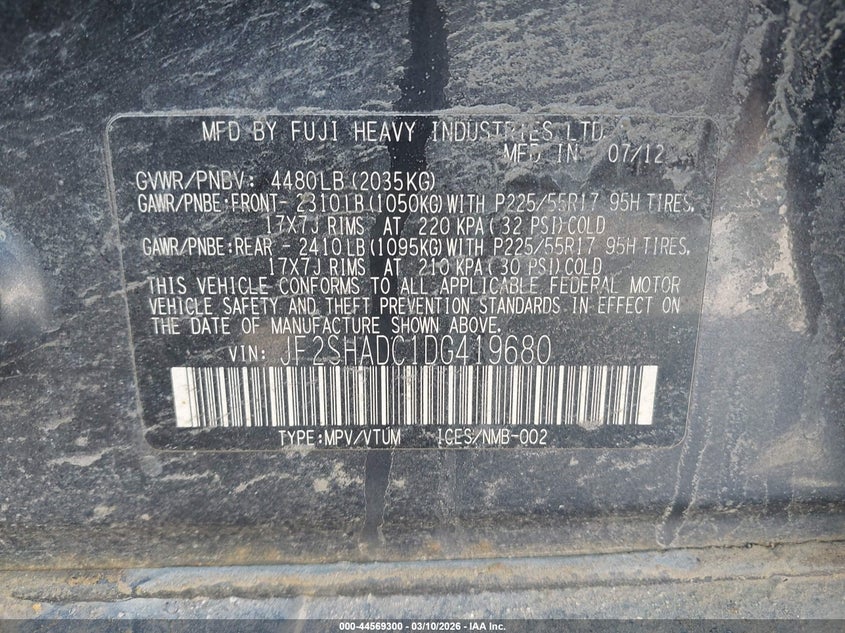 MFD BY FUJI HEAVY INDUSTRIES LTD
MFD IN 07/12
GVWR/PNBV: 4480LB(2035KG)
GAWR/PNBE:FRONT- 2310LB(1050KG)WITH P225/55R17 95H TIRES,
17X7J RIMS AT 220 KPA(32 PSI)COLD
GAWR/PNBE:REAR - 2410LB(1095KG)WITH P225/55R17 95H TIRES,
17X7J RIMS AT 210 KPA(30 PSI)COLD
THIS VEHICLE CONFORMS TO ALL APPLICABLE FEDERAL MOTOR
VEHICLE SAFETY AND THEFT PREVENTION STANDARDS IN EFFECT ON
THE DATE OF MANUFACTURE SHOWN ABOVE.
VIN: JF2SHADC1DG419680
TYPE:MPV/VTUM ICES/NMB-002
000-44569300 - 03/10/2026 - IAA Inc.